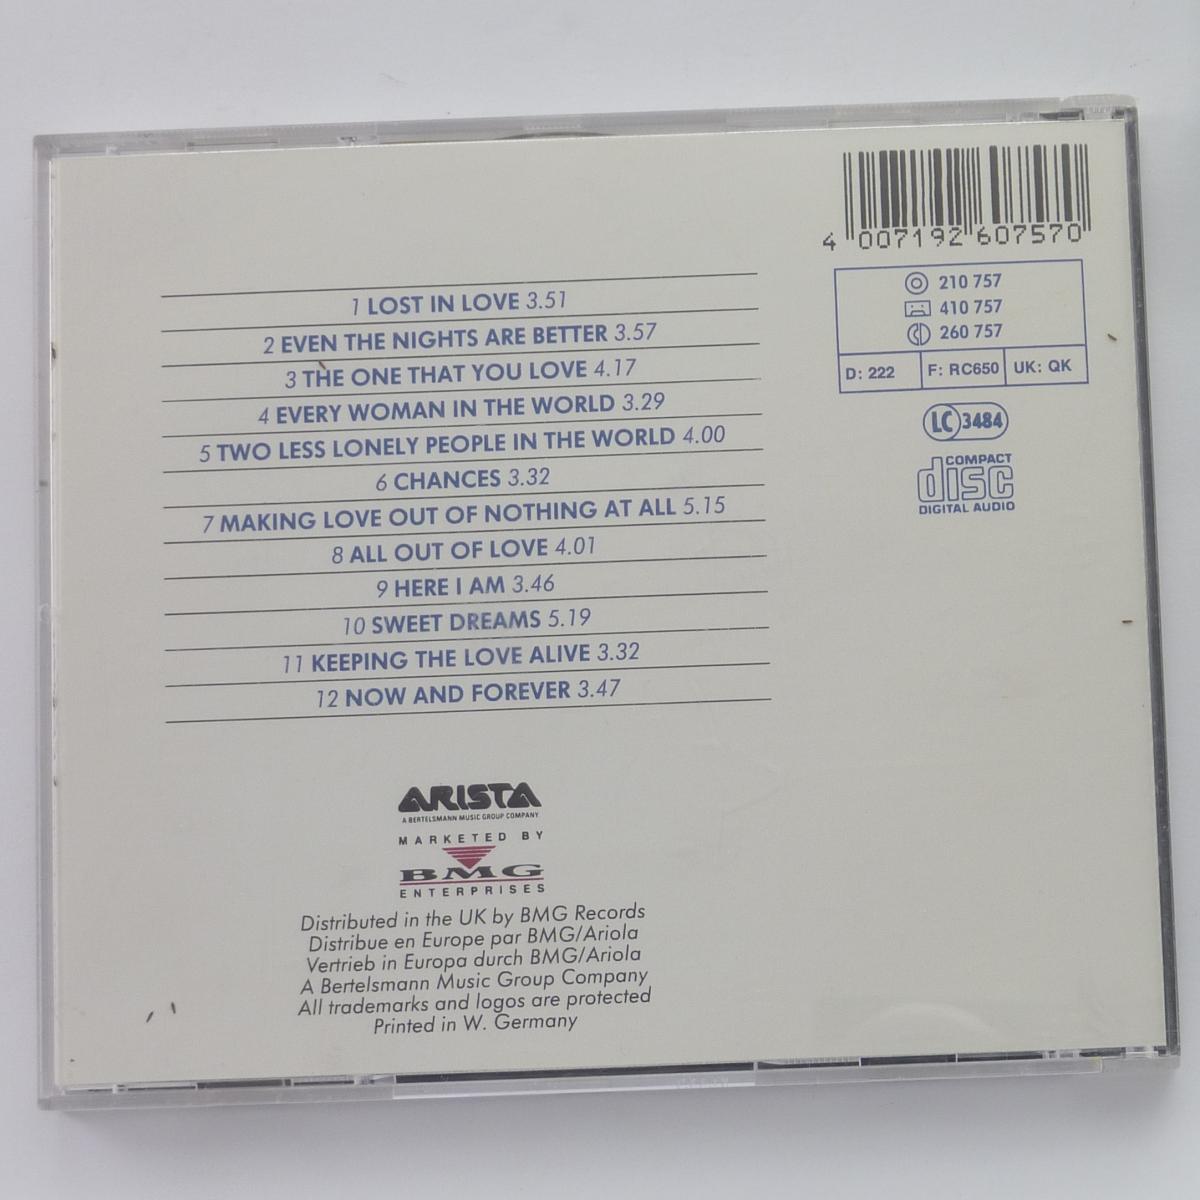 4 007192 607570
210 757
410 757
260 757
D: 222 F: RC650 UK: QK
LC 3484
COMPACT
disc
DIGITAL AUDIO
1 LOST IN LOVE 3.51
2 EVEN THE NIGHTS ARE BETTER 3.57
3 THE ONE THAT YOU LOVE 4.17
4 EVERY WOMAN IN THE WORLD 3.29
5 TWO LESS LONELY PEOPLE IN THE WORLD 4.00
6 CHANCES 3.32
7 MAKING LOVE OUT OF NOTHING AT ALL 5.15
8 ALL OUT OF LOVE 4.01
9 HERE I AM 3.46
10 SWEET DREAMS 5.19
11 KEEPING THE LOVE ALIVE 3.32
12 NOW AND FOREVER 3.47
ARISTA
A BERTELSMANN MUSIC GROUP COMPANY
MARKETED BY
BMG
ENTERPRISES
Distributed in the UK by BMG Records
Distribue en Europe par BMG/Ariola
Vertrieb in Europa durch BMG/Ariola
A Bertelsmann Music Group Company
All trademarks and logos are protected
Printed in W. Germany